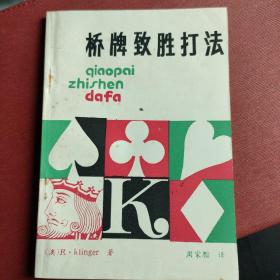 桥牌致胜打法
qiaopai
zhishen
dafa
K
(澳)R·klinger 著
周家骝 译